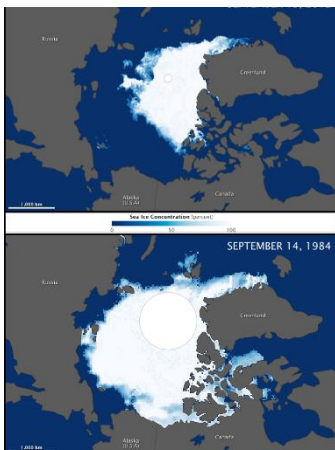 Russia
Greenland
Alaska
(U.S.A)
Canada
1,000 km
Sea Ice Concentration (percent)
0 50 100
SEPTEMBER 14, 1984
Russia
Greenland
Alaska
(U.S.A)
Canada
1,000 km